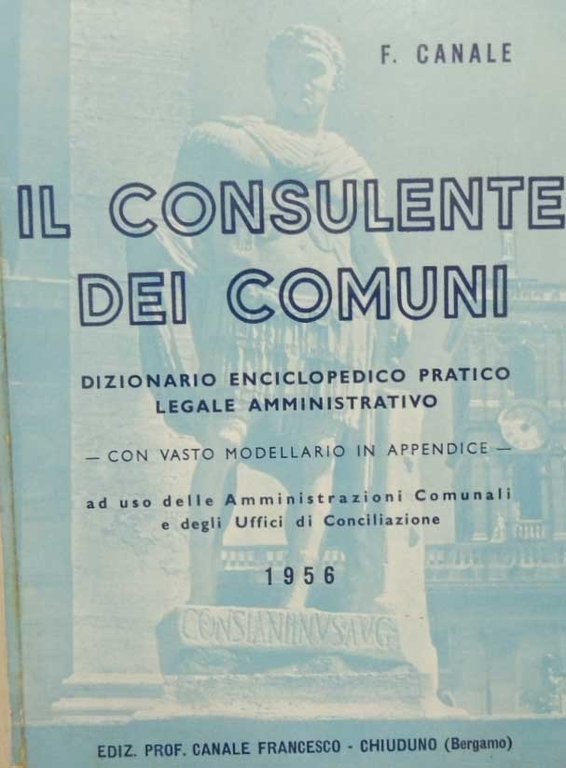 F. CANALE
IL CONSULENTE
DEI COMUNI
DIZIONARIO ENCICLOPEDICO PRATICO
LEGALE AMMINISTRATIVO
— CON VASTO MODELLARIO IN APPENDICE —
ad uso delle Amministrazioni Comunali
e degli Uffici di Conciliazione
1956
CONSTANTINVS AVG
EDIZ. PROF. CANALE FRANCESCO - CHIUDUNO (Bergamo)